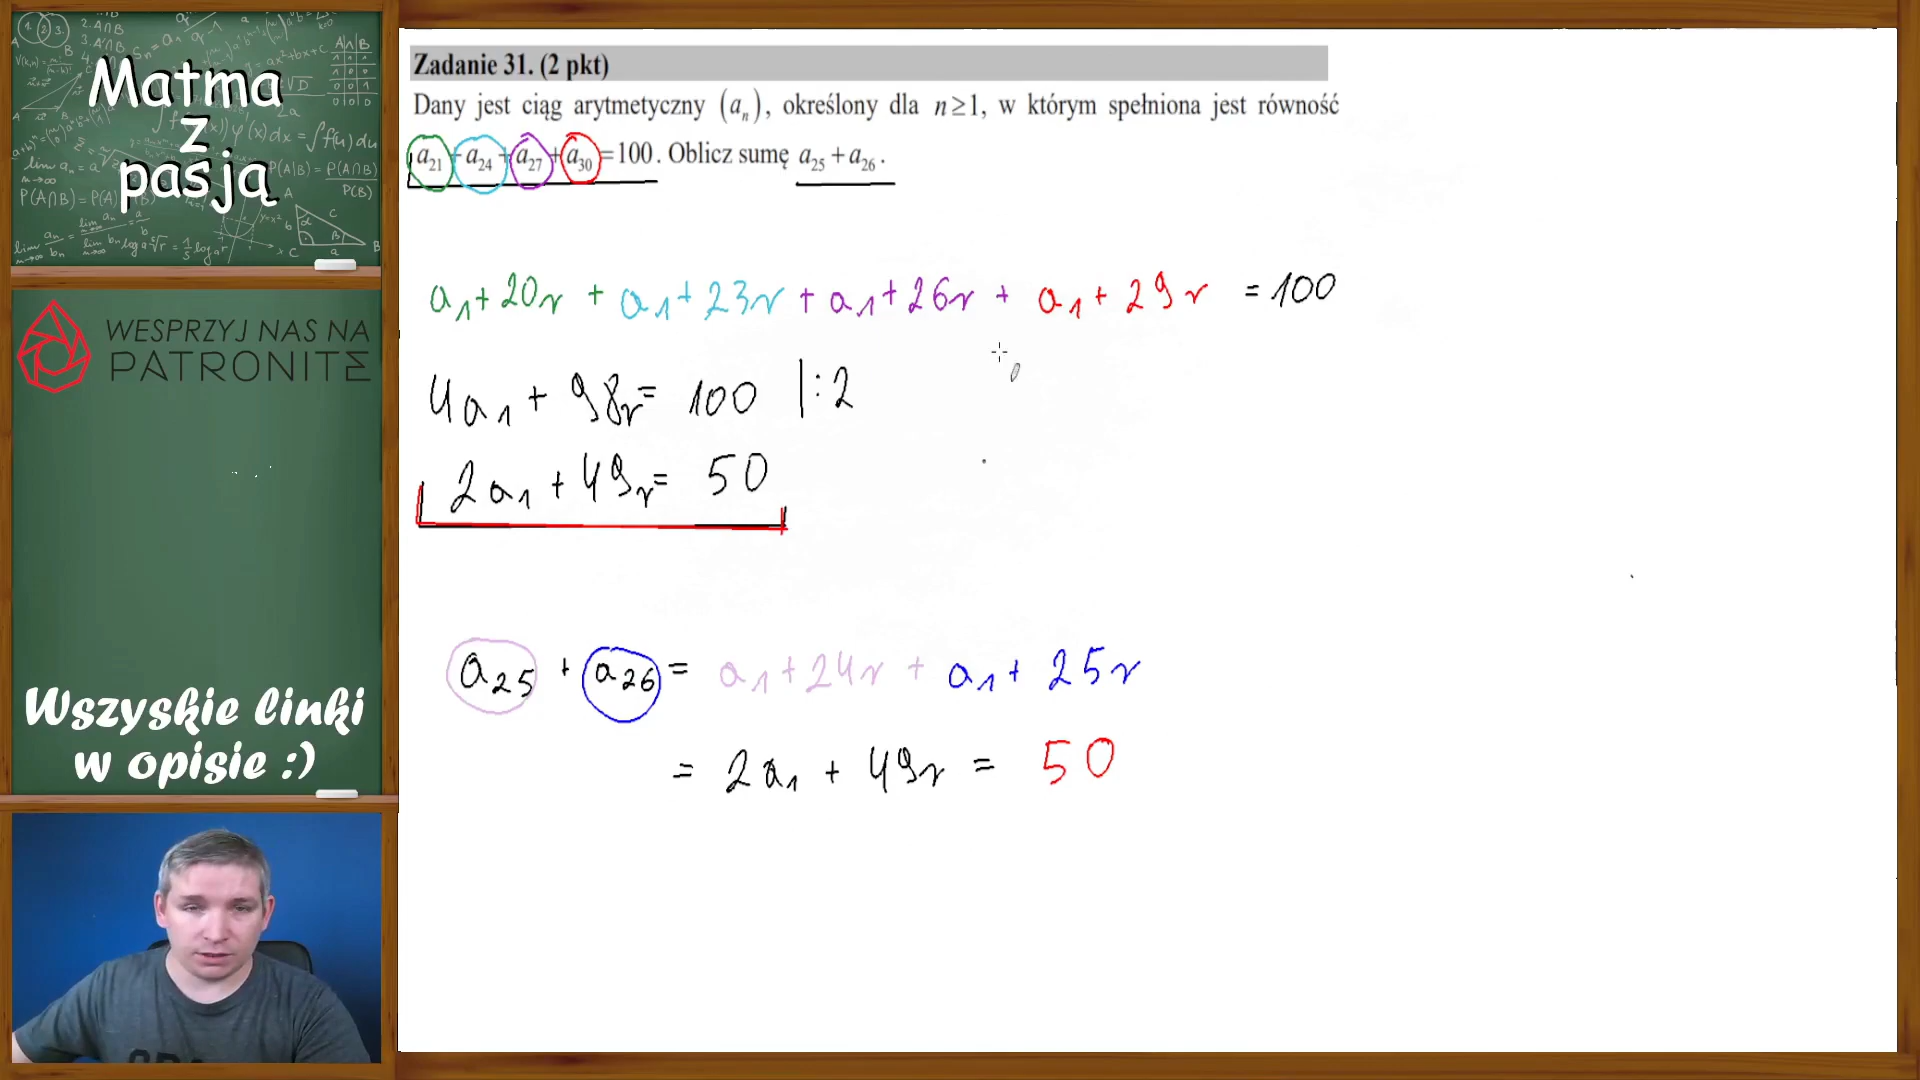 Matma
z
pasją
WESPRZYJ NAS NA
PATRONITE
Wszyskie linki
w opisie :)
Zadanie 31. (2 pkt)
Dany jest ciąg arytmetyczny (aₙ), określony dla n≥1, w którym spełniona jest równość
a₂₁+a₂₄+a₂₇+a₃₀=100. Oblicz sumę a₂₅+a₂₆.
a₁+20r + a₁+23r + a₁+26r + a₁+29r = 100
4a₁ + 98r = 100 |:2
2a₁ + 49r = 50
a₂₅ + a₂₆ = a₁+24r + a₁+25r
= 2a₁ + 49r = 50